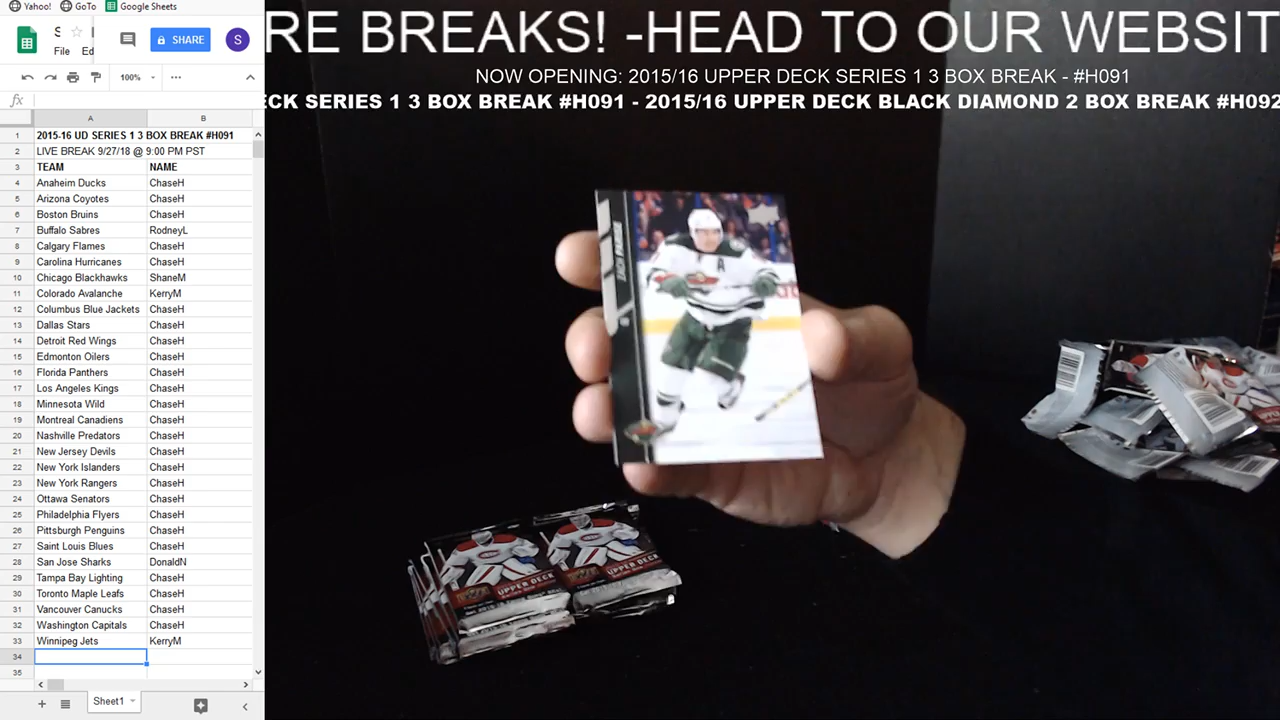 Yahoo!
GoTo
Google Sheets
S
File
Ed
SHARE
S
100%
fx
A B
1 2015-16 UD SERIES 1 3 BOX BREAK #H091
2 LIVE BREAK 9/27/18 @ 9:00 PM PST
3 TEAM NAME
4 Anaheim Ducks ChaseH
5 Arizona Coyotes ChaseH
6 Boston Bruins ChaseH
7 Buffalo Sabres RodneyL
8 Calgary Flames ChaseH
9 Carolina Hurricanes ChaseH
10 Chicago Blackhawks ShaneM
11 Colorado Avalanche KerryM
12 Columbus Blue Jackets ChaseH
13 Dallas Stars ChaseH
14 Detroit Red Wings ChaseH
15 Edmonton Oilers ChaseH
16 Florida Panthers ChaseH
17 Los Angeles Kings ChaseH
18 Minnesota Wild ChaseH
19 Montreal Canadiens ChaseH
20 Nashville Predators ChaseH
21 New Jersey Devils ChaseH
22 New York Islanders ChaseH
23 New York Rangers ChaseH
24 Ottawa Senators ChaseH
25 Philadelphia Flyers ChaseH
26 Pittsburgh Penguins ChaseH
27 Saint Louis Blues ChaseH
28 San Jose Sharks DonaldN
29 Tampa Bay Lighting ChaseH
30 Toronto Maple Leafs ChaseH
31 Vancouver Canucks ChaseH
32 Washington Capitals ChaseH
33 Winnipeg Jets KerryM
34
35
Sheet1
RE BREAKS! -HEAD TO OUR WEBSIT
NOW OPENING: 2015/16 UPPER DECK SERIES 1 3 BOX BREAK - #H091
ECK SERIES 1 3 BOX BREAK #H091 - 2015/16 UPPER DECK BLACK DIAMOND 2 BOX BREAK #H092
A
UPPER DECK
UPPER DECK